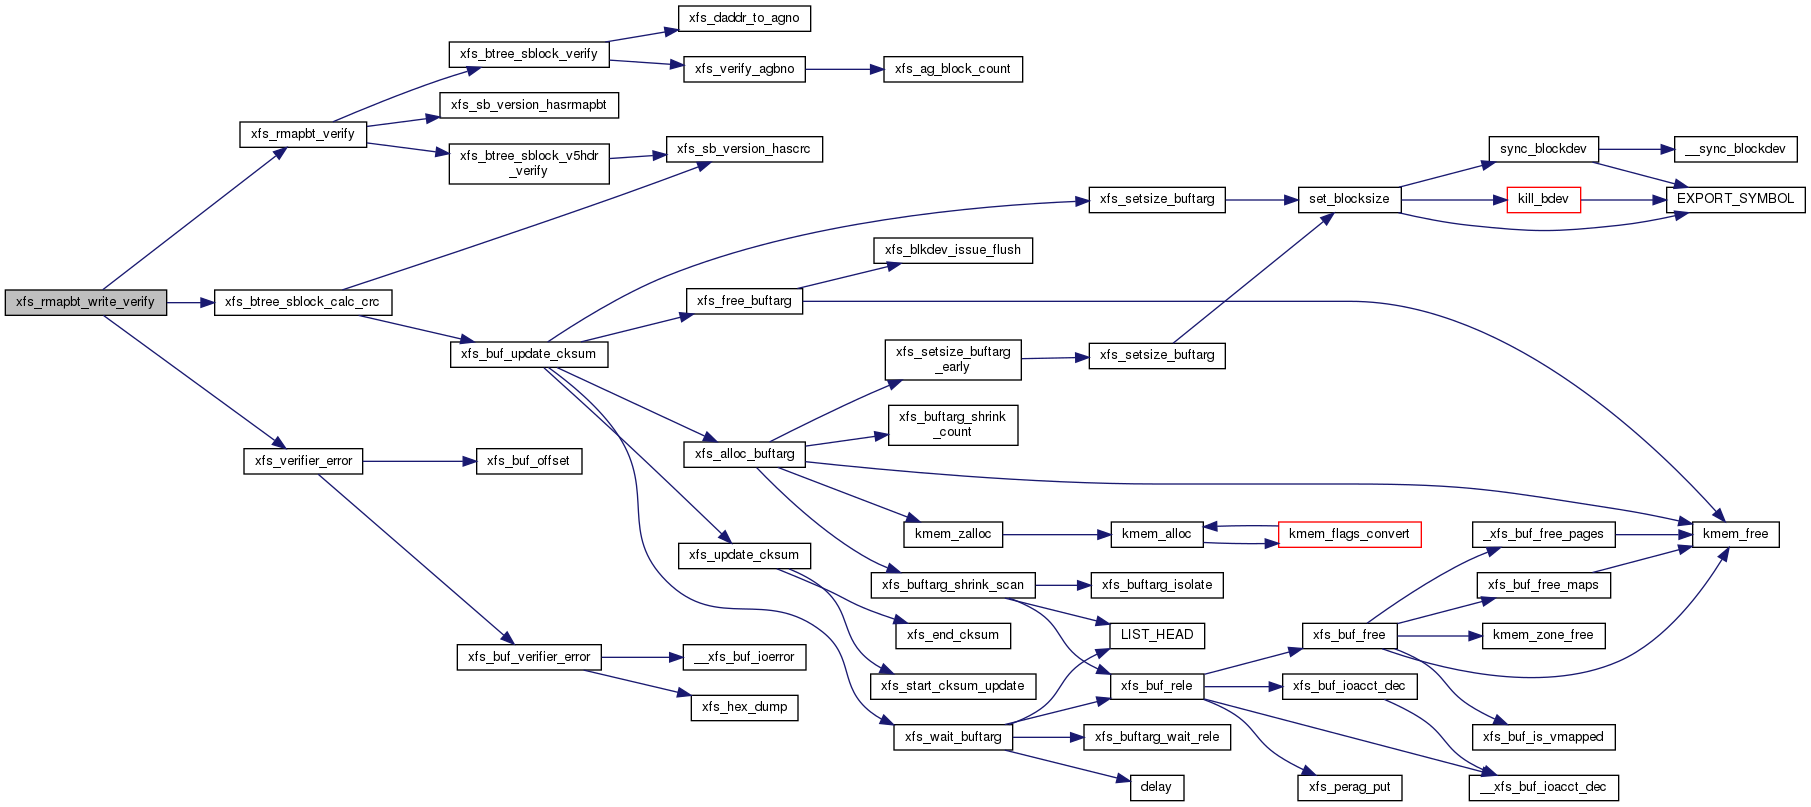 xfs_daddr_to_agno
xfs_btree_sblock_verify
xfs_verify_agbno
xfs_ag_block_count
xfs_sb_version_hasrmapbt
xfs_rmapbt_verify
xfs_btree_sblock_v5hdr
_verify
xfs_sb_version_hascrc
sync_blockdev
__sync_blockdev
xfs_setsize_buftarg
set_blocksize
kill_bdev
EXPORT_SYMBOL
xfs_blkdev_issue_flush
xfs_rmapbt_write_verify
xfs_btree_sblock_calc_crc
xfs_free_buftarg
xfs_buf_update_cksum
xfs_setsize_buftarg
_early
xfs_setsize_buftarg
xfs_buftarg_shrink
_count
xfs_verifier_error
xfs_buf_offset
xfs_alloc_buftarg
kmem_zalloc
kmem_alloc
kmem_flags_convert
_xfs_buf_free_pages
kmem_free
xfs_update_cksum
xfs_buftarg_shrink_scan
xfs_buftarg_isolate
xfs_buf_free_maps
xfs_end_cksum
LIST_HEAD
xfs_buf_free
kmem_zone_free
xfs_buf_verifier_error
__xfs_buf_ioerror
xfs_start_cksum_update
xfs_buf_rele
xfs_buf_ioacct_dec
xfs_hex_dump
xfs_wait_buftarg
xfs_buftarg_wait_rele
xfs_buf_is_vmapped
delay
xfs_perag_put
__xfs_buf_ioacct_dec